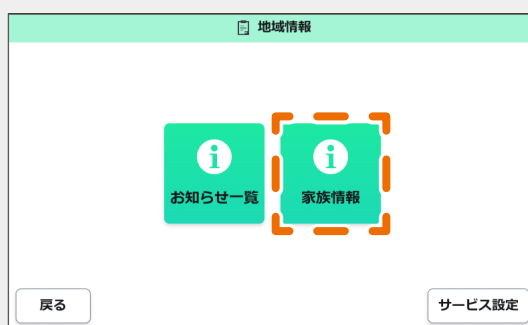 地域情報
お知らせ一覧
家族情報
戻る
サービス設定